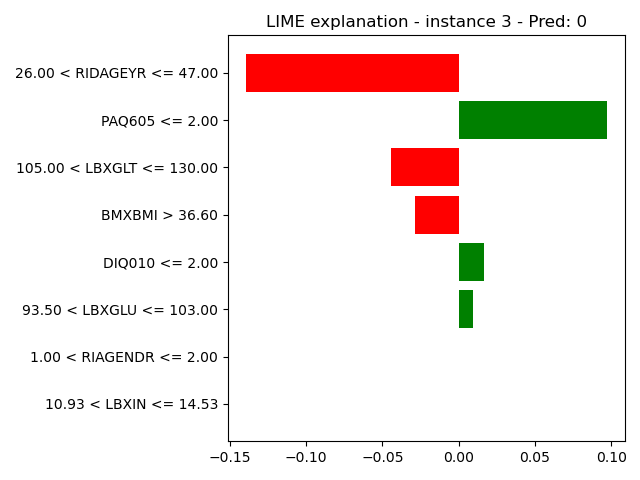 LIME explanation - instance 3 - Pred: 0
26.00 < RIDAGEYR <= 47.00
PAQ605 <= 2.00
105.00 < LBXGLT <= 130.00
BMXBMI > 36.60
DIQ010 <= 2.00
93.50 < LBXGLU <= 103.00
1.00 < RIAGENDR <= 2.00
10.93 < LBXIN <= 14.53
−0.15 −0.10 −0.05 0.00 0.05 0.10